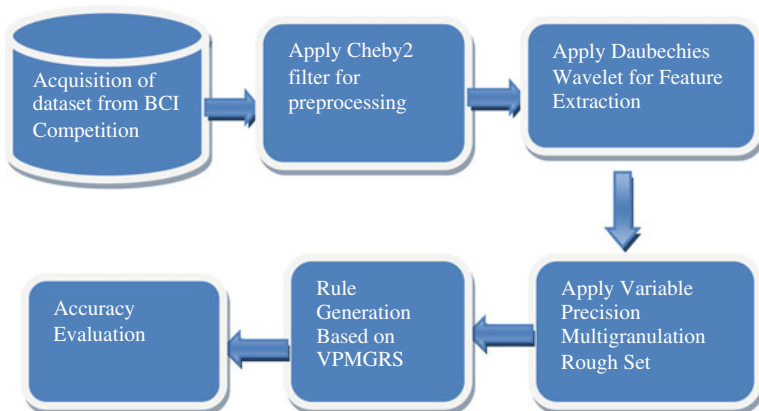 Acquisition of
dataset from BCI
Competition
Apply Cheby2
filter for
preprocessing
Apply Daubechies
Wavelet for Feature
Extraction
Apply Variable
Precision
Multigranulation
Rough Set
Rule
Generation
Based on
VPMGRS
Accuracy
Evaluation